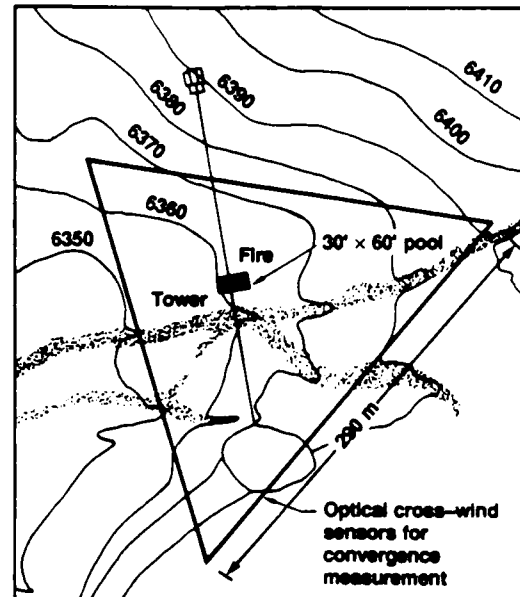 6410
6390
6380
6400
6370
6360
6350
Fire
30' × 60' pool
Tower
290 m
Optical cross-wind
sensors for
convergence
measurement